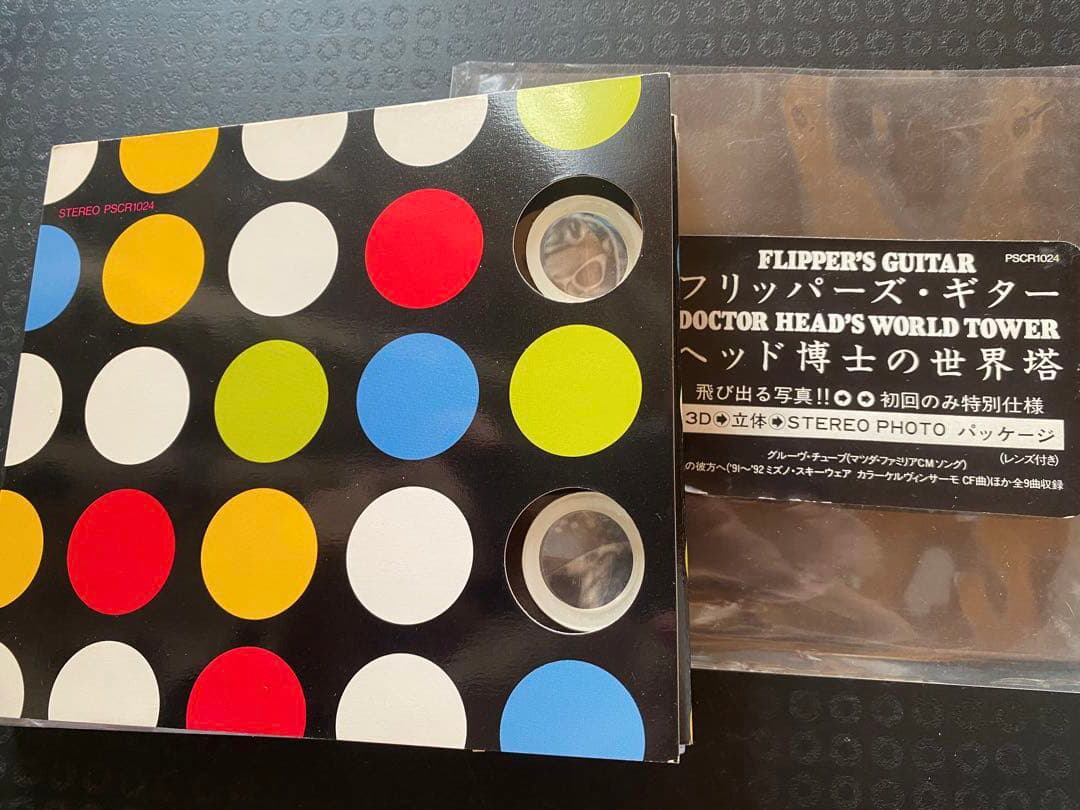 STEREO PSCR1024
FLIPPER'S GUITAR
PSCR1024
フリッパーズ・ギター
DOCTOR HEAD'S WORLD TOWER
ヘッド博士の世界塔
飛び出る写真!!➲➲初回のみ特別仕様
3D➲立体➲STEREO PHOTO パッケージ
グルーヴ・チューブ(マツダ・ファミリアCMソング) (レンズ付き)
の彼方へ('91〜'92 ミズノ・スキーウェア カラーケルヴィンサーモ CF曲)ほか全9曲収録